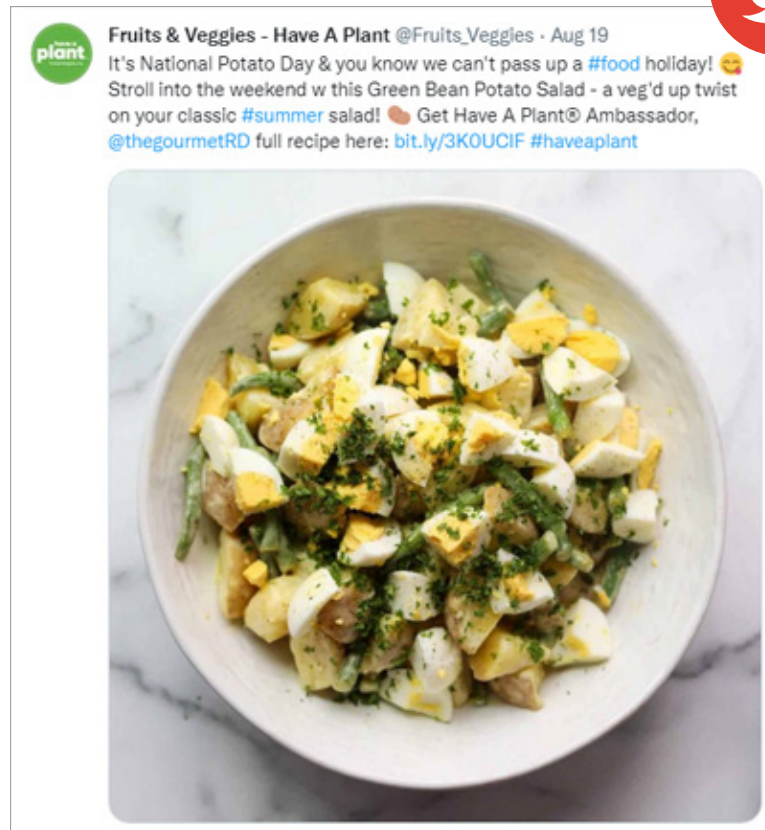 have a
plant
Fruits & Veggies - Have A Plant @Fruits_Veggies · Aug 19
It's National Potato Day & you know we can't pass up a #food holiday! 😋
Stroll into the weekend w this Green Bean Potato Salad - a veg'd up twist
on your classic #summer salad! 🥔 Get Have A Plant® Ambassador,
@thegourmetRD full recipe here: bit.ly/3K0UClF #haveaplant